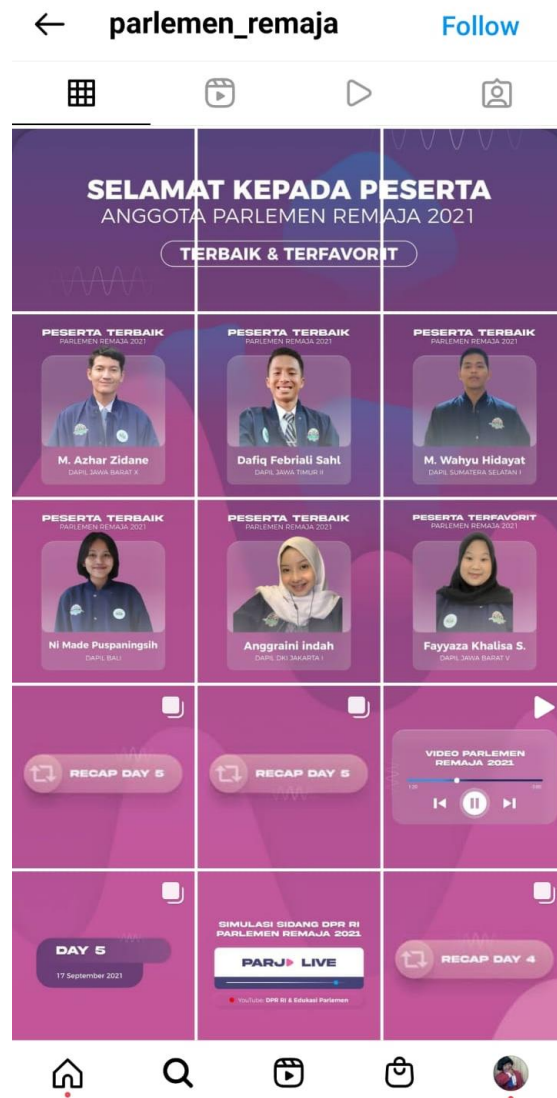 parlemen_remaja
Follow
SELAMAT KEPADA PESERTA
ANGGOTA PARLEMEN REMAJA 2021
TERBAIK & TERFAVORIT
PESERTA TERBAIK
PARLEMEN REMAJA 2021
M. Azhar Zidane
DAPIL JAWA BARAT X
PESERTA TERBAIK
PARLEMEN REMAJA 2021
Dafiq Febriali Sahl
DAPIL JAWA TIMUR II
PESERTA TERBAIK
PARLEMEN REMAJA 2021
M. Wahyu Hidayat
DAPIL SUMATERA SELATAN I
PESERTA TERBAIK
PARLEMEN REMAJA 2021
Ni Made Puspaningsih
DAPIL BALI
PESERTA TERBAIK
PARLEMEN REMAJA 2021
Anggraini indah
DAPIL DKI JAKARTA I
PESERTA TERFAVORIT
PARLEMEN REMAJA 2021
Fayyaza Khalisa S.
DAPIL JAWA BARAT V
RECAP DAY 5
RECAP DAY 5
VIDEO PARLEMEN
REMAJA 2021
DAY 5
17 September 2021
SIMULASI SIDANG DPR RI
PARLEMEN REMAJA 2021
PARJ LIVE
YouTube: DPR RI & Edukasi Parlemen
RECAP DAY 4